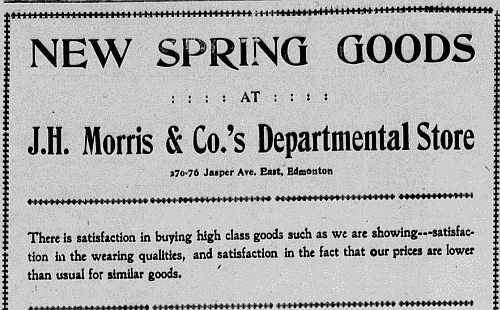 NEW SPRING GOODS
: : : : AT : : : :
J.H. Morris & Co.'s Departmental Store
270-76 Jasper Ave. East, Edmonton
There is satisfaction in buying high class goods such as we are showing---satisfac-
tion in the wearing qualities, and satisfaction in the fact that our prices are lower
than usual for similar goods.